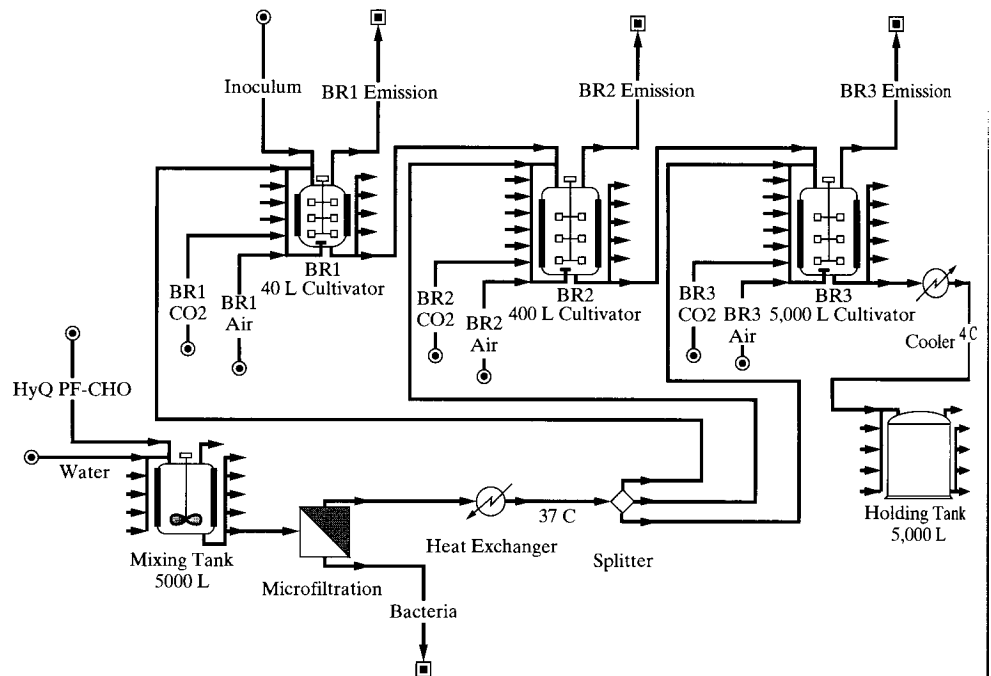 Inoculum
BR1 Emission
BR2 Emission
BR3 Emission
BR1
40 L Cultivator
BR2
400 L Cultivator
BR3
5,000 L Cultivator
BR1
CO2
BR1
Air
BR2
CO2
BR2
Air
BR3
CO2
BR3
Air
Cooler
4 C
HyQ PF-CHO
Water
Mixing Tank
5000 L
Microfiltration
Bacteria
Heat Exchanger
37 C
Splitter
Holding Tank
5,000 L